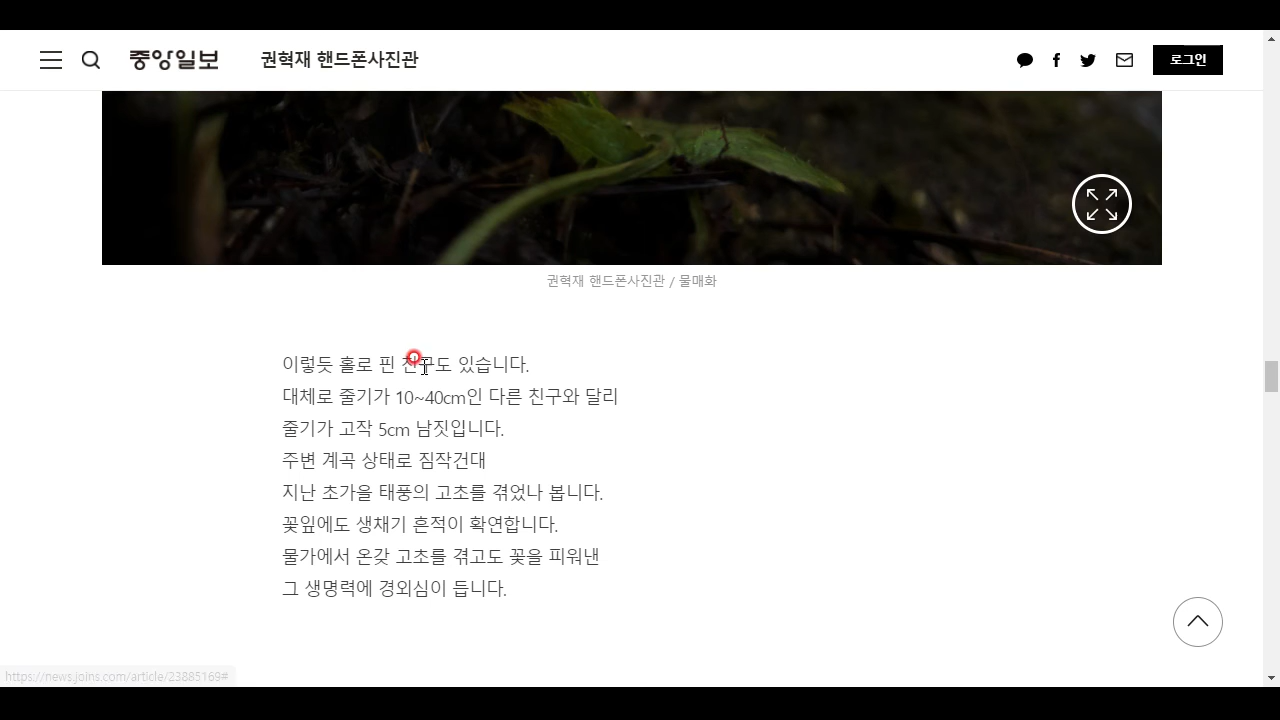 중앙일보
권혁재 핸드폰사진관
로그인
권혁재 핸드폰사진관 / 물매화
이렇듯 홀로 핀 친구도 있습니다.
대체로 줄기가 10~40cm인 다른 친구와 달리
줄기가 고작 5cm 남짓입니다.
주변 계곡 상태로 짐작건대
지난 초가을 태풍의 고초를 겪었나 봅니다.
꽃잎에도 생채기 흔적이 확연합니다.
물가에서 온갖 고초를 겪고도 꽃을 피워낸
그 생명력에 경외심이 듭니다.
https://news.joins.com/article/23885169#